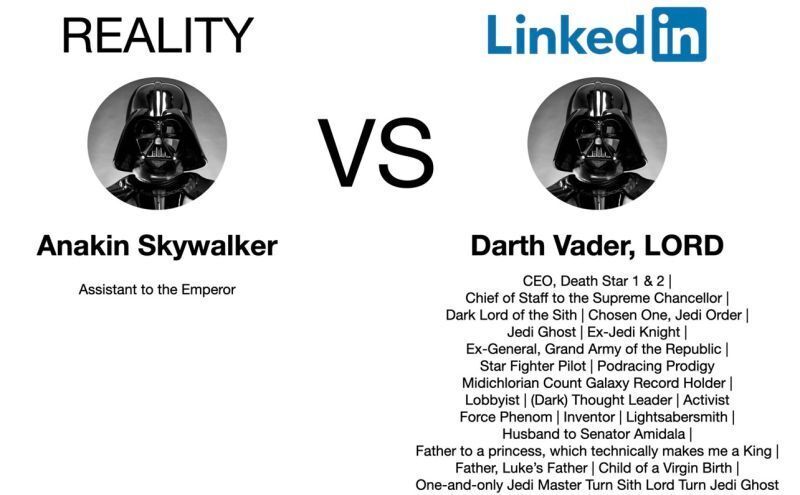 REALITY
LinkedIn
VS
Anakin Skywalker
Assistant to the Emperor
Darth Vader, LORD
CEO, Death Star 1 & 2 |
Chief of Staff to the Supreme Chancellor |
Dark Lord of the Sith | Chosen One, Jedi Order |
Jedi Ghost | Ex-Jedi Knight |
Ex-General, Grand Army of the Republic |
Star Fighter Pilot | Podracing Prodigy
Midichlorian Count Galaxy Record Holder |
Lobbyist | (Dark) Thought Leader | Activist
Force Phenom | Inventor | Lightsabersmith |
Husband to Senator Amidala |
Father to a princess, which technically makes me a King |
Father, Luke's Father | Child of a Virgin Birth |
One-and-only Jedi Master Turn Sith Lord Turn Jedi Ghost